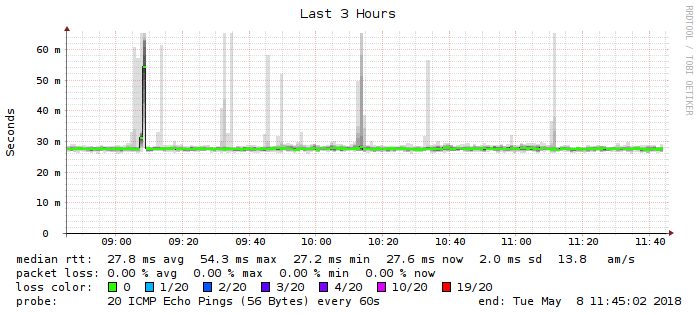 Last 3 Hours
RRDTOOL / TOBI OETIKER
Seconds
60 m
50 m
40 m
30 m
20 m
10 m
0
09:00 09:20 09:40 10:00 10:20 10:40 11:00 11:20 11:40
median rtt: 27.8 ms avg 54.3 ms max 27.2 ms min 27.6 ms now 2.0 ms sd 13.8 am/s
packet loss: 0.00 % avg 0.00 % max 0.00 % min 0.00 % now
loss color: 0 1/20 2/20 3/20 4/20 10/20 19/20
probe: 20 ICMP Echo Pings (56 Bytes) every 60s end: Tue May 8 11:45:02 2018